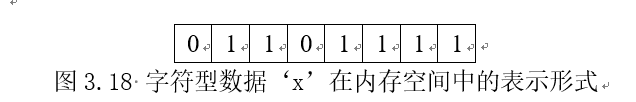 0 1 1 0 1 1 1 1
图 3.18 字符型数据‘x’在内存空间中的表示形式